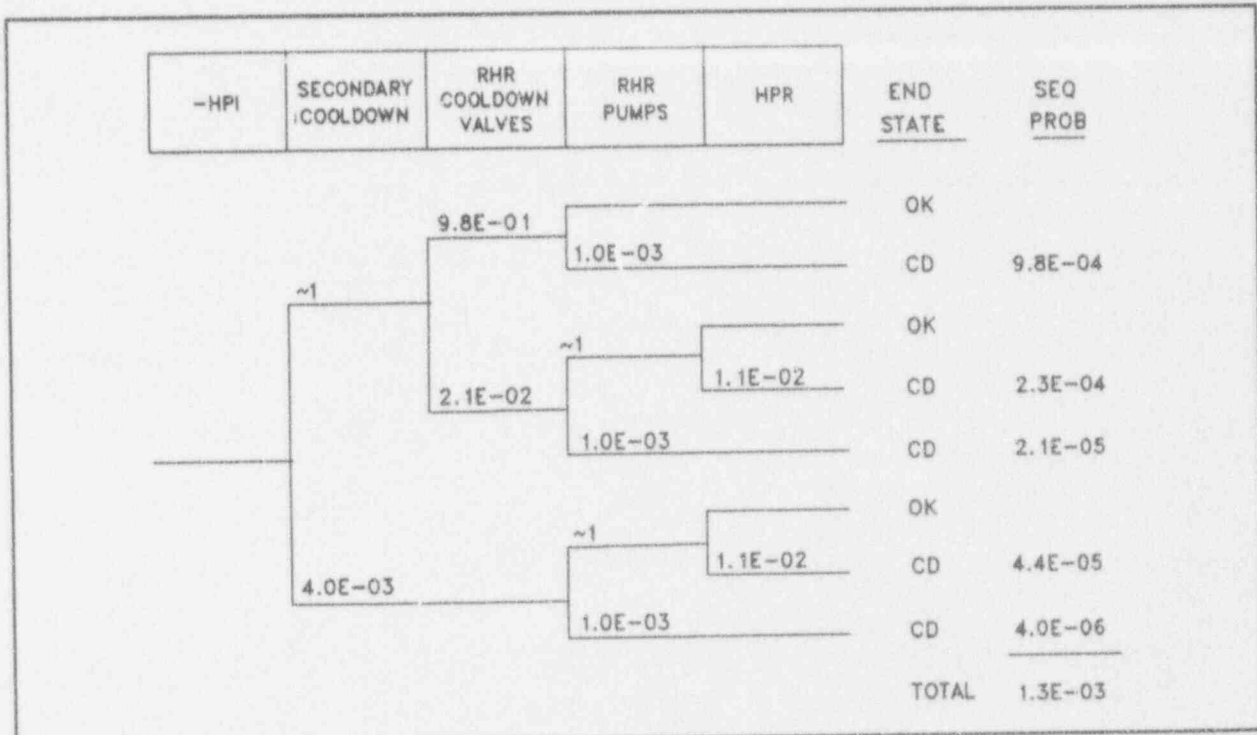 -HPI
SECONDARY
COOLDOWN
RHR
COOLDOWN
VALVES
RHR
PUMPS
HPR
END
STATE
SEQ
PROB
OK
9.8E-01
1.0E-03
CD
9.8E-04
~1
OK
~1
1.1E-02
CD
2.3E-04
2.1E-02
1.0E-03
CD
2.1E-05
OK
~1
1.1E-02
CD
4.4E-05
4.0E-03
1.0E-03
CD
4.0E-06
TOTAL
1.3E-03